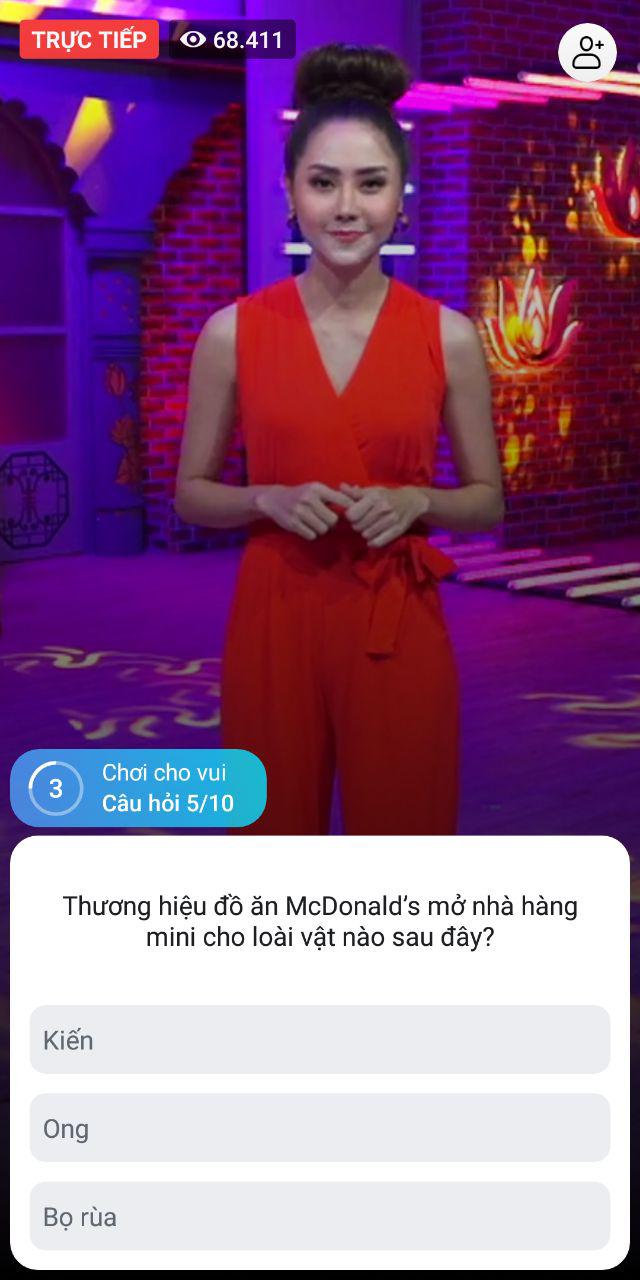 TRỰC TIẾP 68.411
3
Chơi cho vui
Câu hỏi 5/10
Thương hiệu đồ ăn McDonald's mở nhà hàng
mini cho loài vật nào sau đây?
Kiến
Ong
Bọ rùa